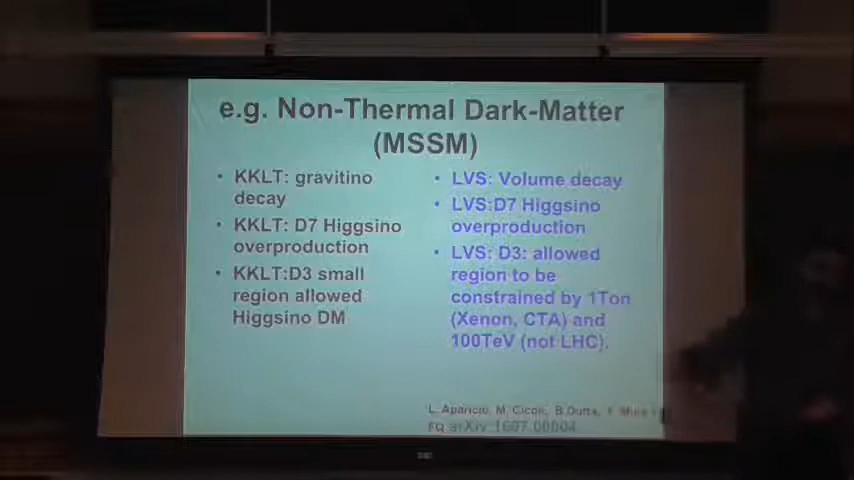 e.g. Non-Thermal Dark-Matter
(MSSM)
• KKLT: gravitino
decay
• KKLT: D7 Higgsino
overproduction
• KKLT:D3 small
region allowed
Higgsino DM
• LVS: Volume decay
• LVS:D7 Higgsino
overproduction
• LVS: D3: allowed
region to be
constrained by 1Ton
(Xenon, CTA) and
100TeV (not LHC).
L. Aparicio, M. Cicoli, B.Dutta,
FQ arXiv:1607.00004